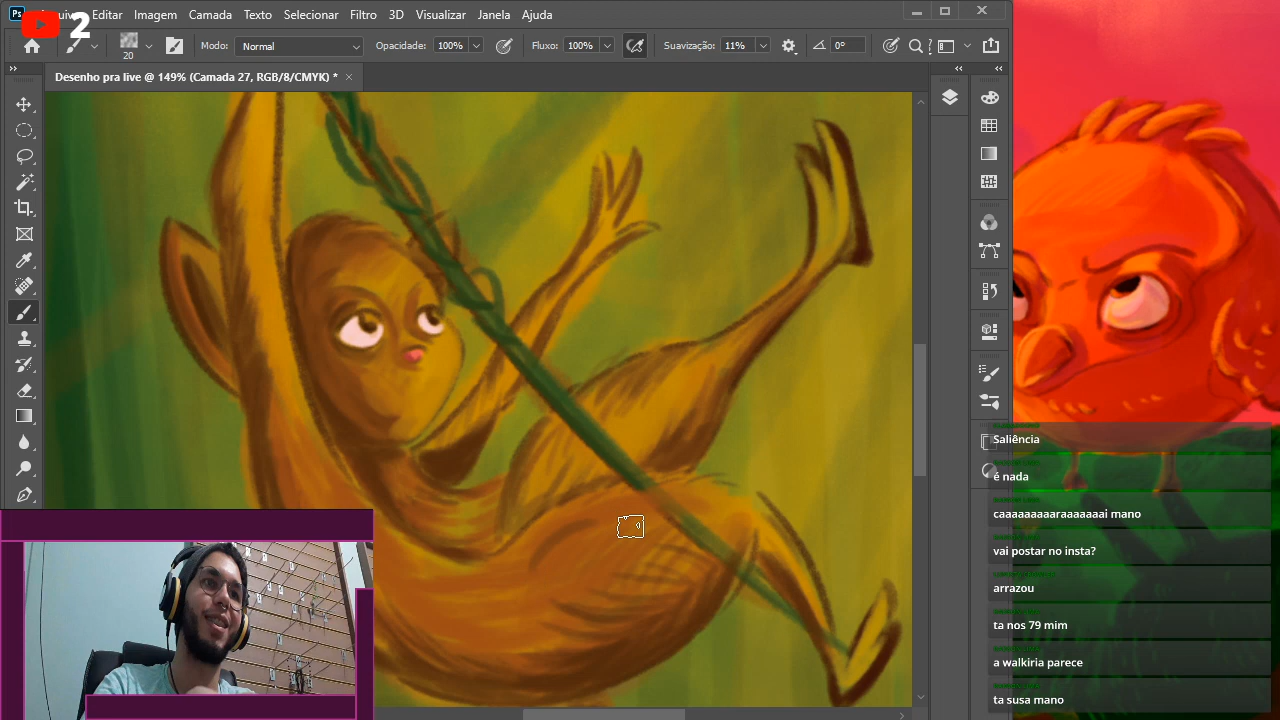 Ps Editar Imagem Camada Texto Selecionar Filtro 3D Visualizar Janela Ajuda
2
20 Modo: Normal Opacidade: 100% Fluxo: 100% Suavização: 11% 0°
Desenho pra live @ 149% (Camada 27, RGB/8/CMYK) *
Saliência
é nada
caaaaaaaaaraaaaaaai mano
vai postar no insta?
arrazou
ta nos 79 mim
a walkiria parece
ta susa mano